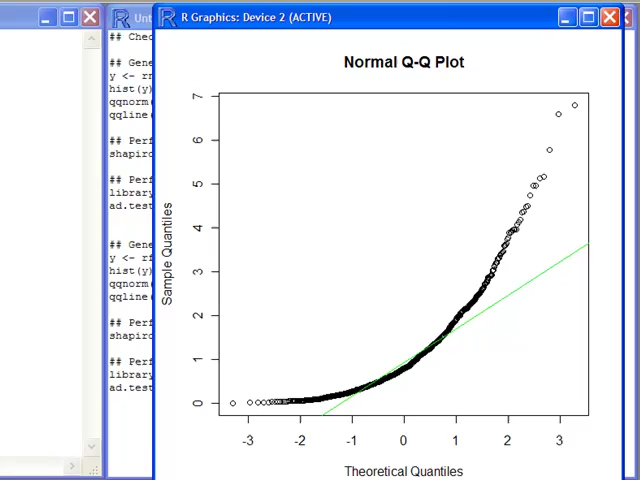 Unt
R Graphics: Device 2 (ACTIVE)
## Chec
## Gene
y <- rn
hist(y)
qqnorm(
qqline(
## Perf
shapiro
## Perf
library
ad.test
## Gene
y <- r
hist(y)
qqnorm(
qqline(
## Perf
shapiro
## Perf
library
ad.test
Normal Q-Q Plot
Sample Quantiles
7
6
5
4
3
2
1
0
-3 -2 -1 0 1 2 3
Theoretical Quantiles